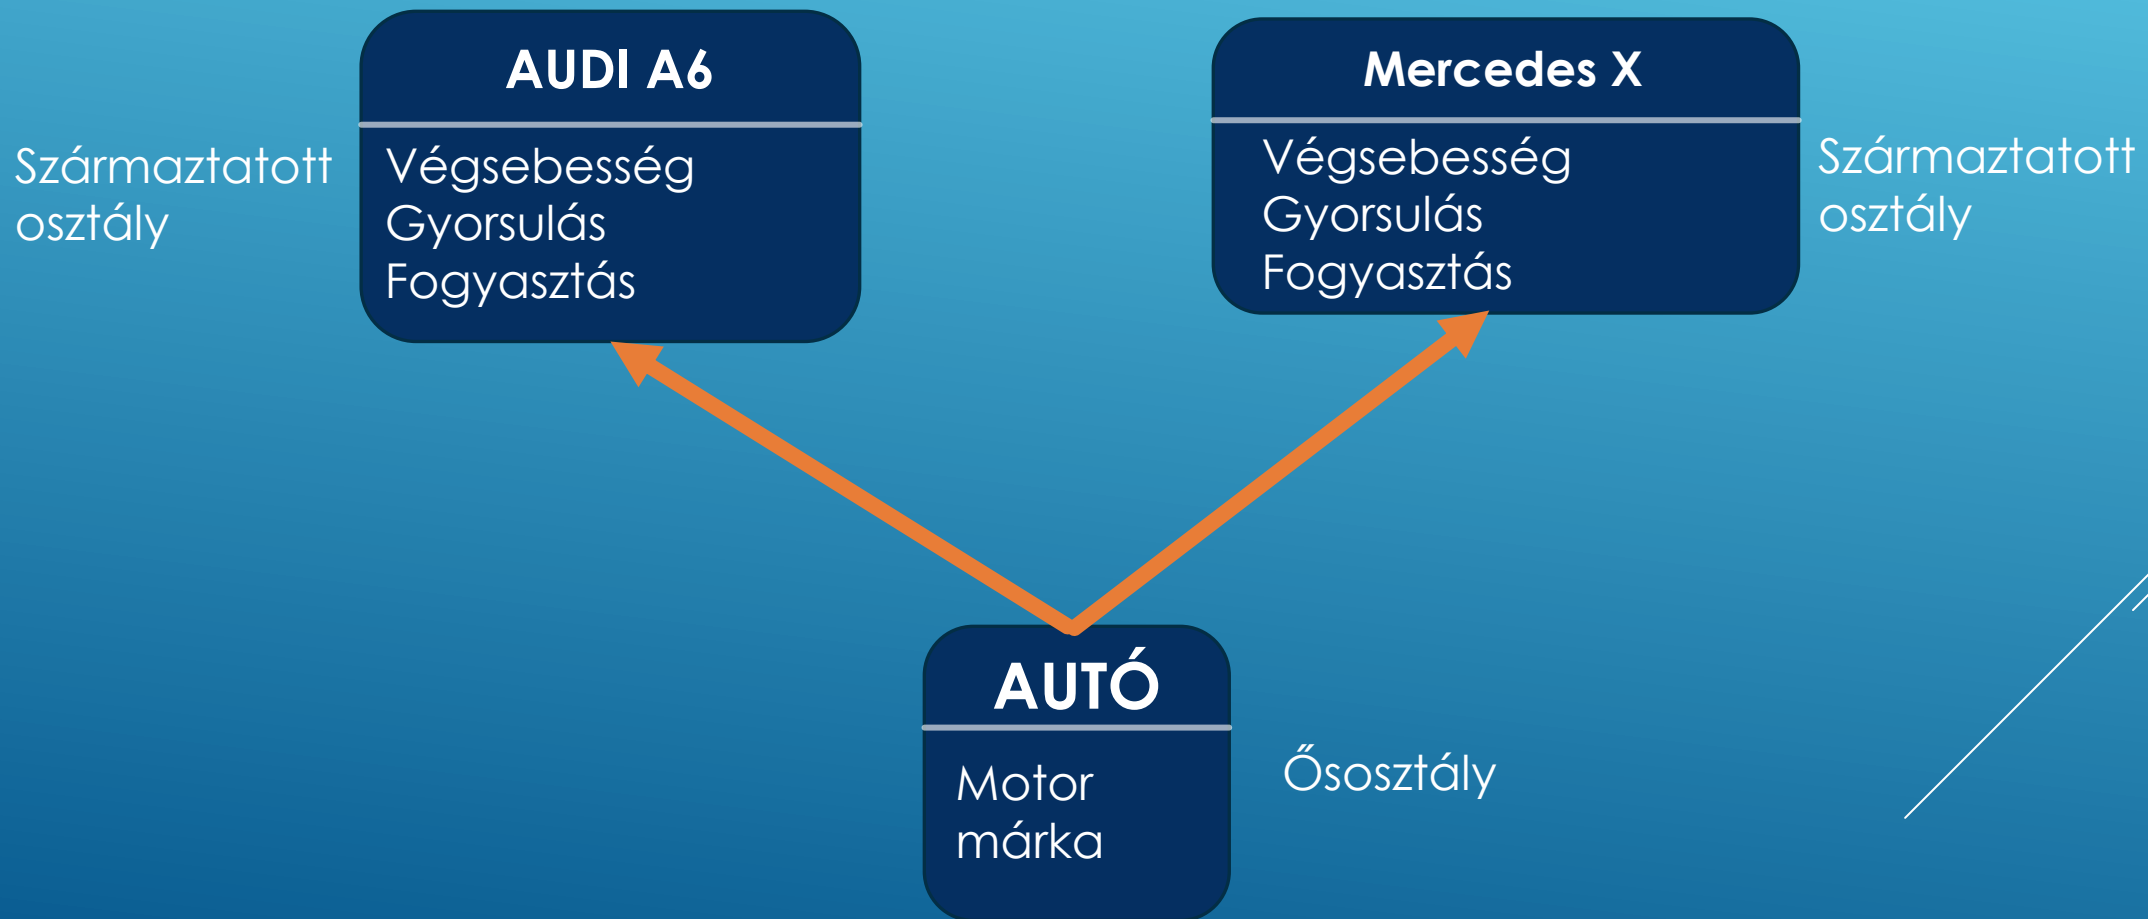 AUDI A6
Származtatott
osztály
Végsebesség
Gyorsulás
Fogyasztás
Mercedes X
Végsebesség
Gyorsulás
Fogyasztás
Származtatott
osztály
AUTÓ
Motor
márka
Ősosztály